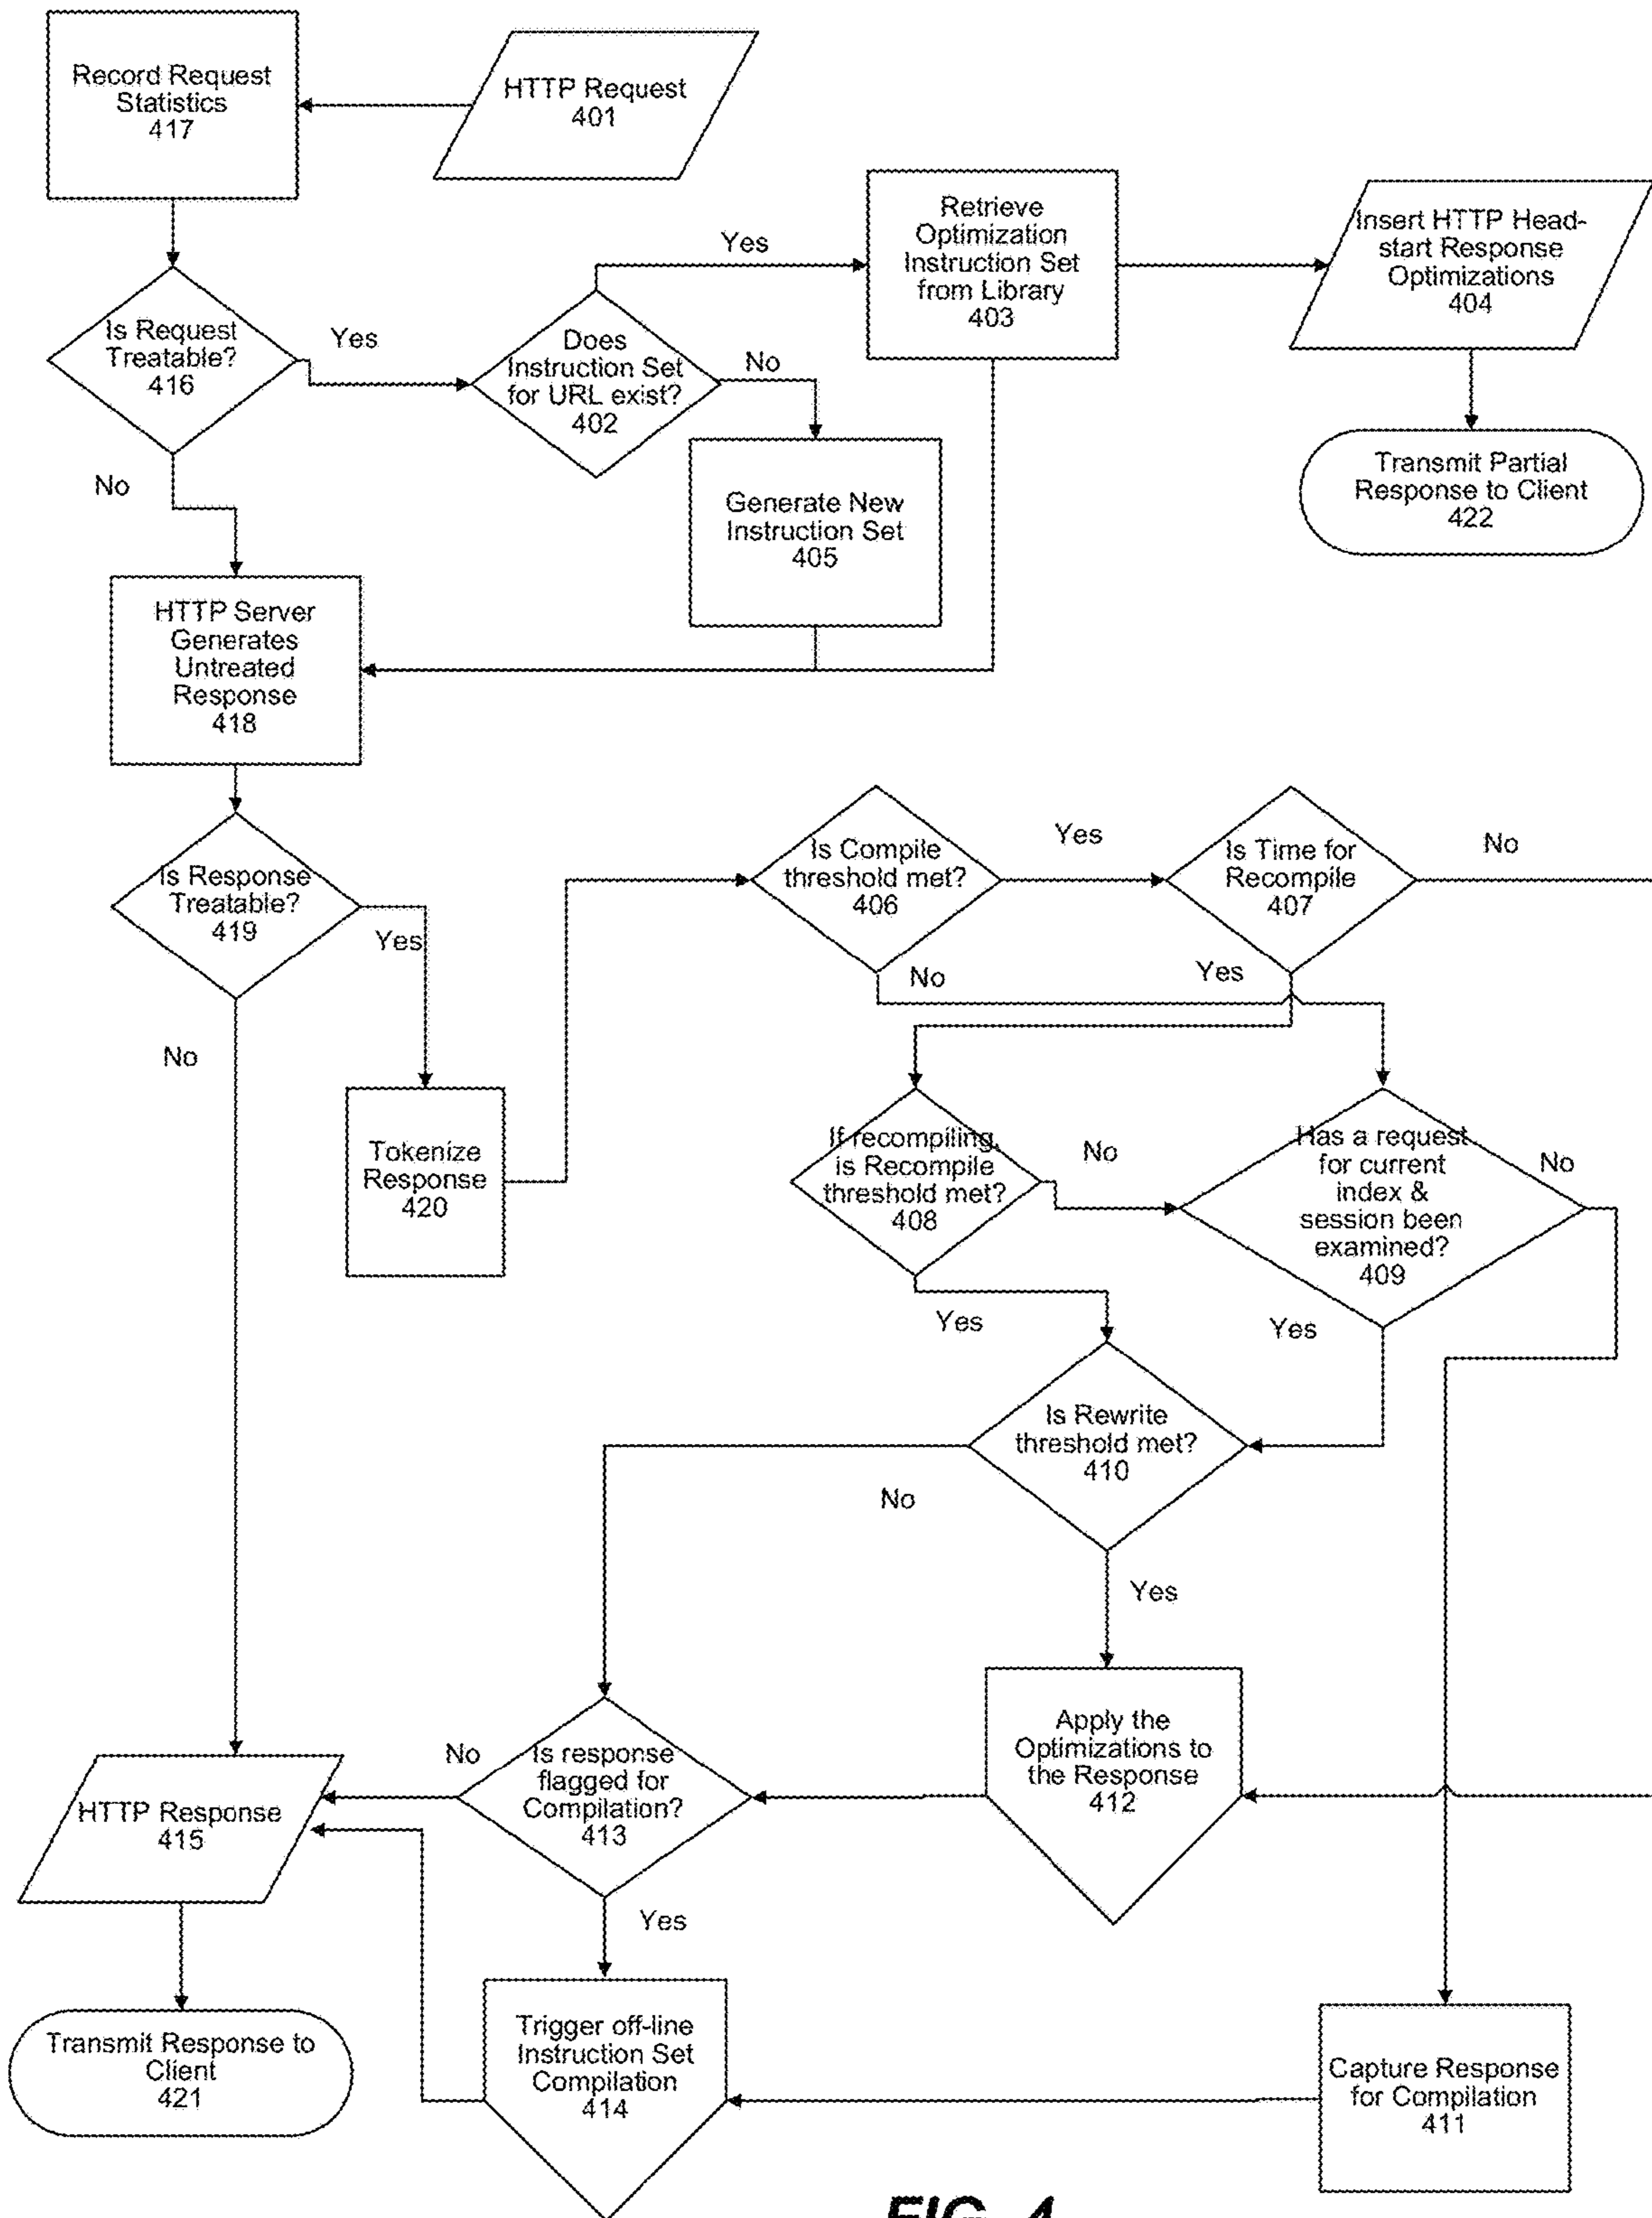 Record Request
Statistics
417
HTTP Request
401
Retrieve
Optimization
Instruction Set
from Library
403
Insert HTTP Head-
start Response
Optimizations
404
Yes
Is Request
Treatable?
416
Yes
Does
Instruction Set
for URL exist?
402
No
Transmit Partial
Response to Client
422
No
Generate New
Instruction Set
405
HTTP Server
Generates
Untreated
Response
418
Is Compile
threshold met?
406
Yes
Is Time for
Recompile
407
No
Is Response
Treatable?
419
Yes
No
Yes
No
Tokenize
Response
420
If recompiling,
is Recompile
threshold met?
408
No
Has a request
for current
index &
session been
examined?
409
No
Yes
Yes
Is Rewrite
threshold met?
410
No
Yes
Apply the
Optimizations to
the Response
412
No
Is response
flagged for
Compilation?
413
HTTP Response
415
Yes
Trigger off-line
Instruction Set
Compilation
414
Transmit Response to
Client
421
Capture Response
for Compilation
411
FIG. 4